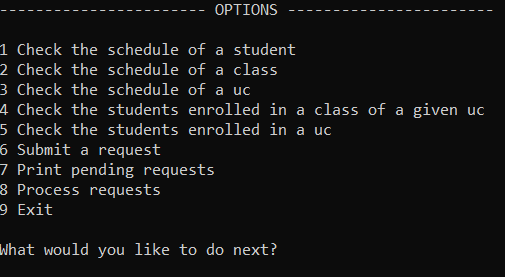 ----------------------- OPTIONS -----------------------
1 Check the schedule of a student
2 Check the schedule of a class
3 Check the schedule of a uc
4 Check the students enrolled in a class of a given uc
5 Check the students enrolled in a uc
6 Submit a request
7 Print pending requests
8 Process requests
9 Exit
What would you like to do next?